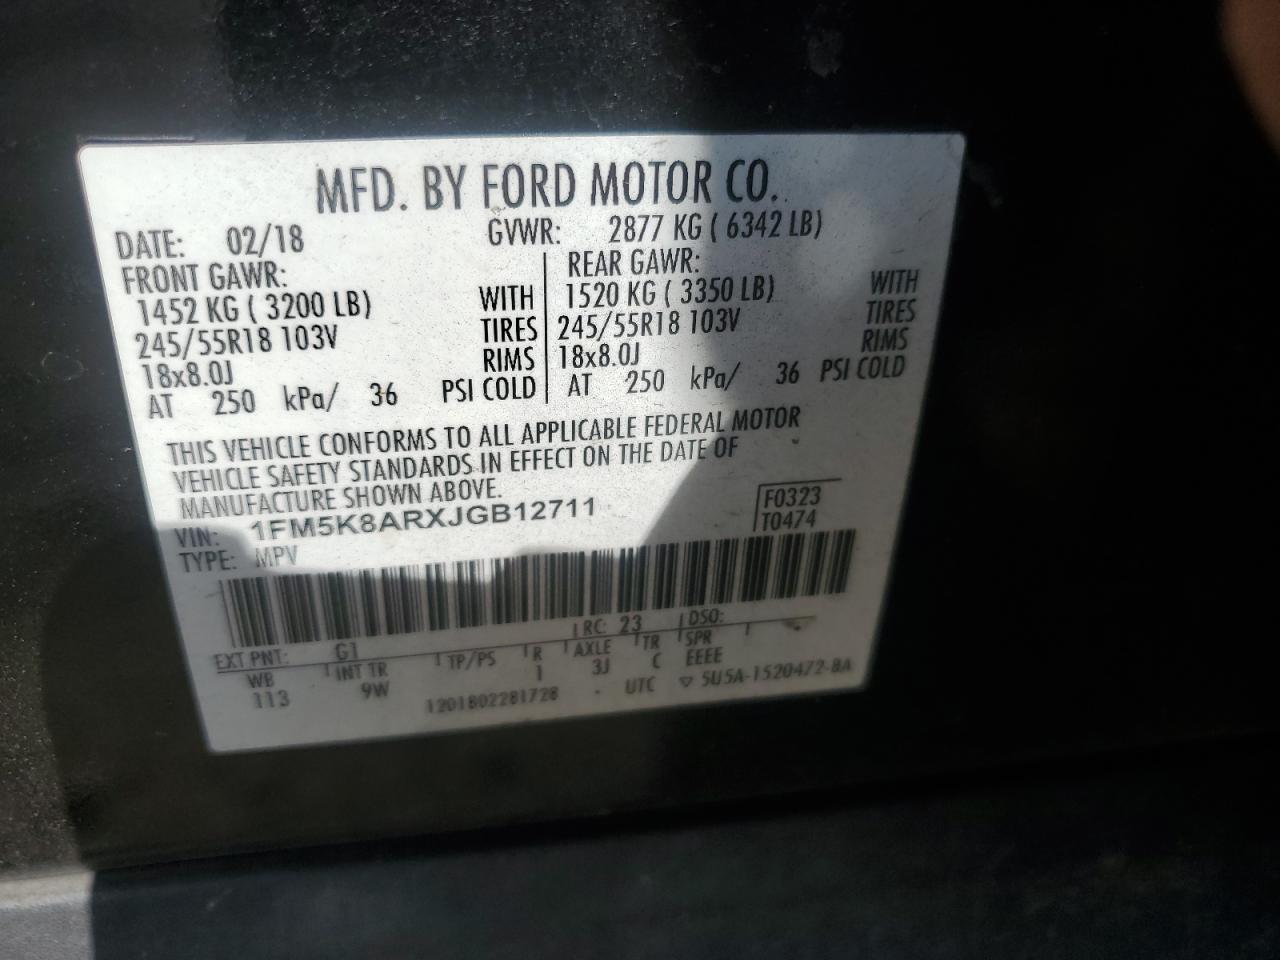 MFD. BY FORD MOTOR CO.
DATE: 02/18 GVWR: 2877 KG ( 6342 LB)
FRONT GAWR: REAR GAWR:
1452 KG ( 3200 LB) WITH 1520 KG ( 3350 LB) WITH
245/55R18 103V TIRES 245/55R18 103V TIRES
18x8.0J RIMS 18x8.0J RIMS
AT 250 kPa/ 36 PSI COLD AT 250 kPa/ 36 PSI COLD
THIS VEHICLE CONFORMS TO ALL APPLICABLE FEDERAL MOTOR
VEHICLE SAFETY STANDARDS IN EFFECT ON THE DATE OF
MANUFACTURE SHOWN ABOVE.
VIN: 1FM5K8ARXJGB12711 F0323
TYPE: MPV T0474
EXT PNT: G1 RC: 23 DSO:
WB INT TR TP/PS R AXLE TR SPR
113 9W 1 3J C EEEE
1201802281728 UTC ▽ 5U5A-1520472-BA